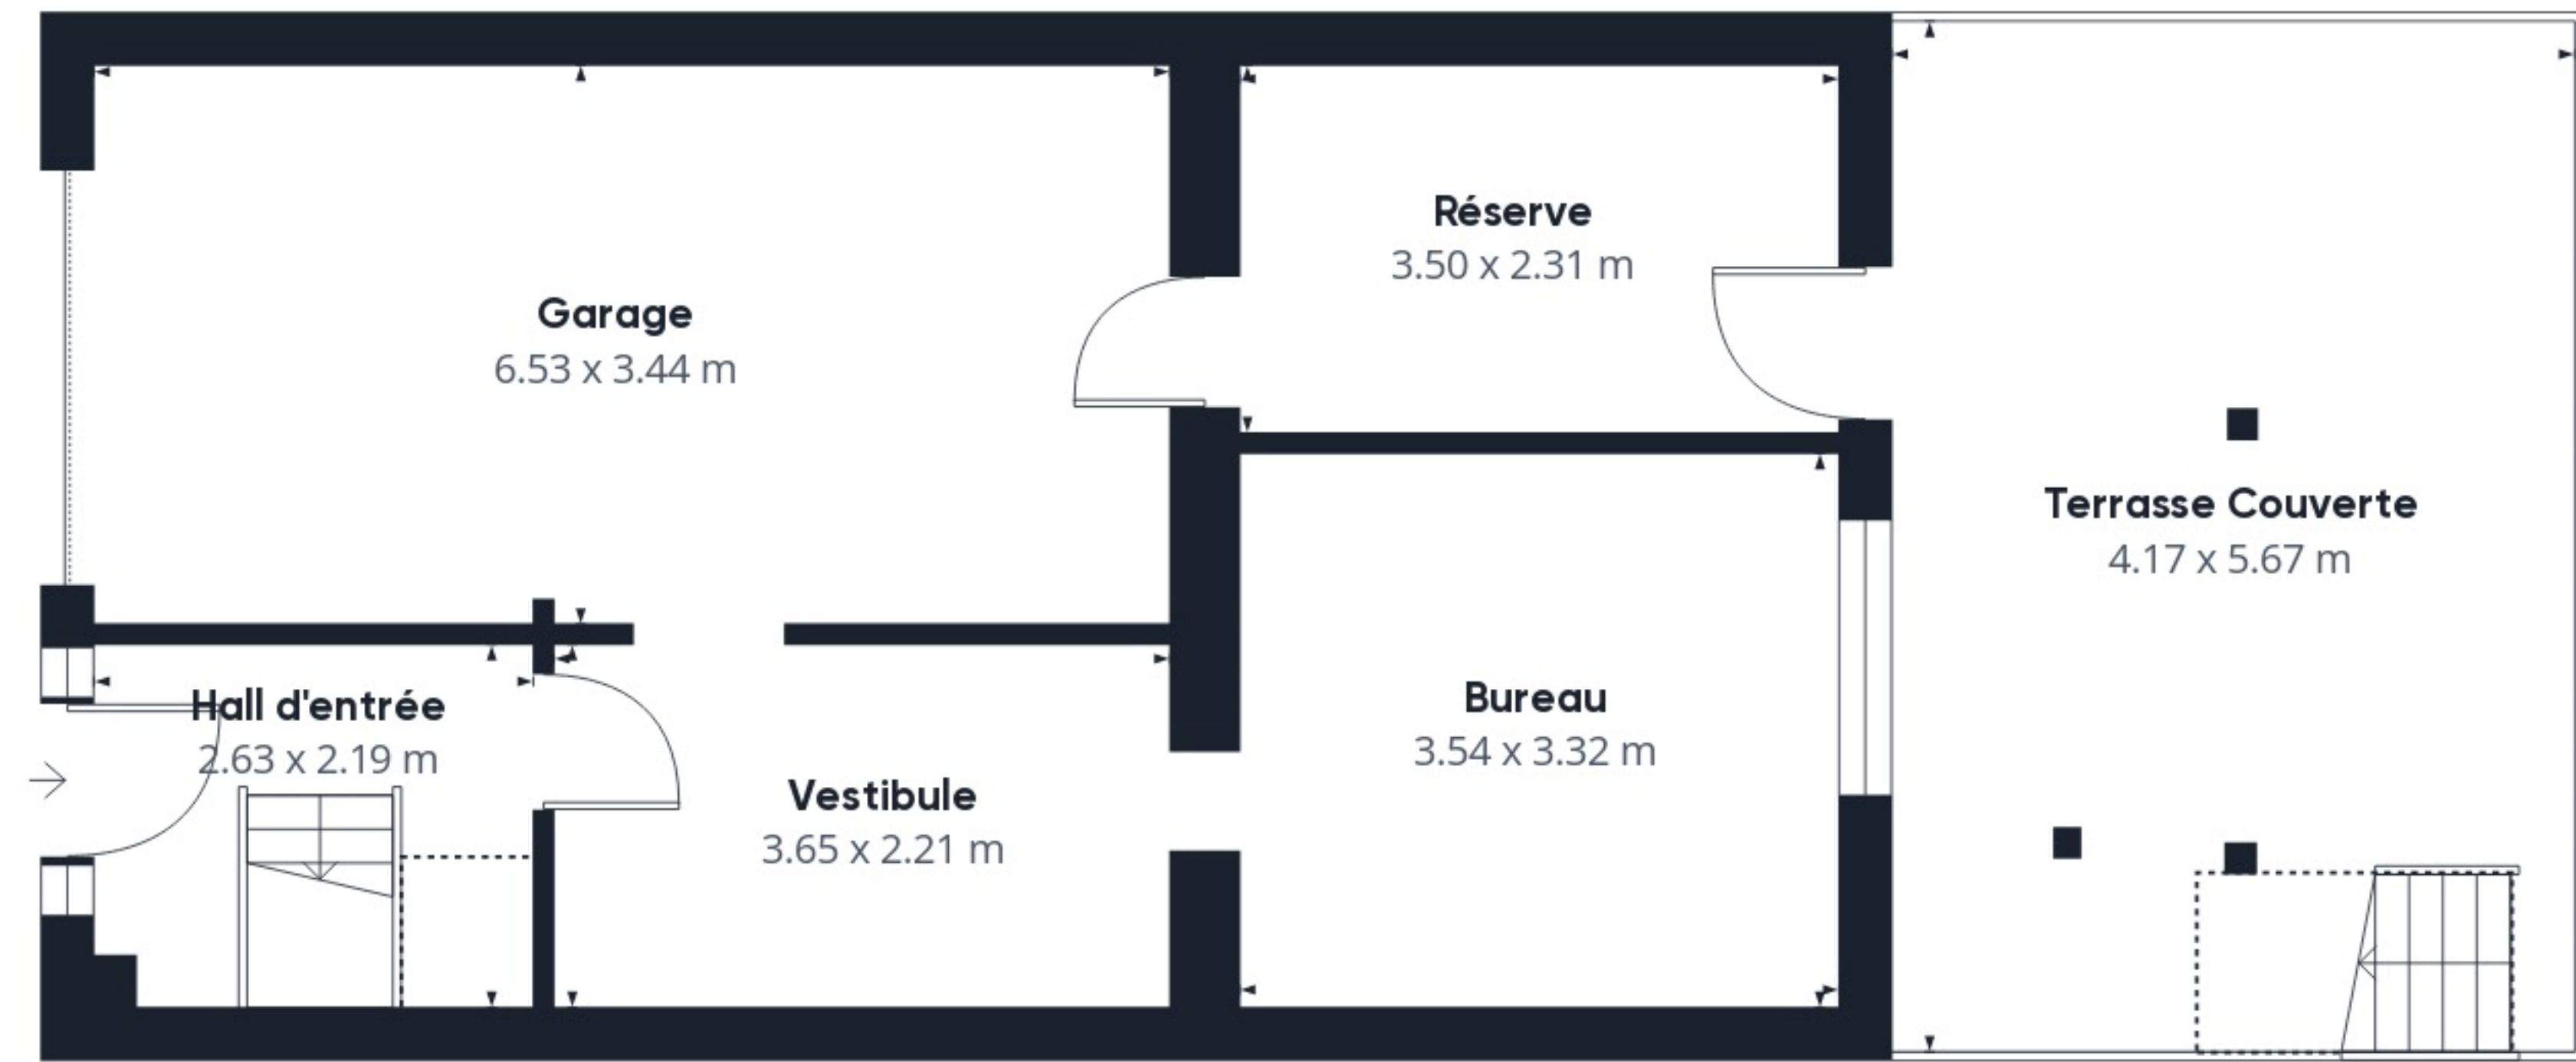 Garage
6.53 x 3.44 m
Réserve
3.50 x 2.31 m
Terrasse Couverte
4.17 x 5.67 m
Hall d'entrée
2.63 x 2.19 m
Vestibule
3.65 x 2.21 m
Bureau
3.54 x 3.32 m